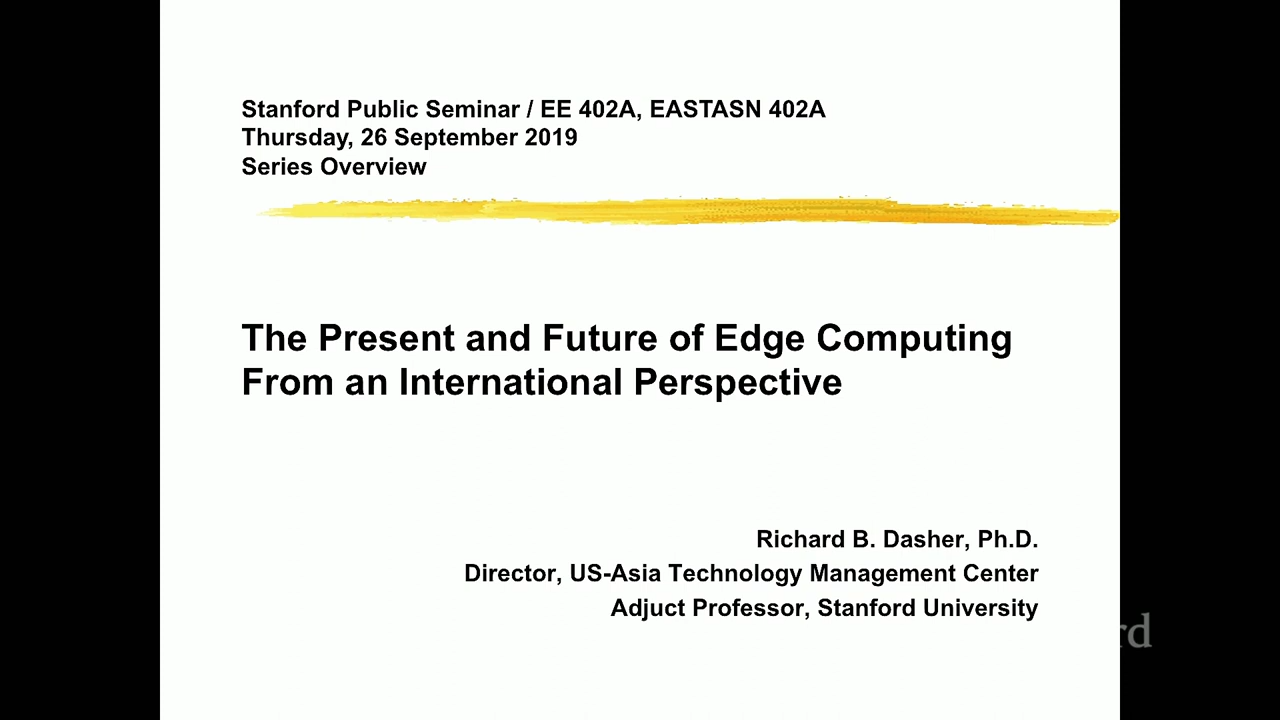 Stanford Public Seminar / EE 402A, EASTASN 402A
Thursday, 26 September 2019
Series Overview
The Present and Future of Edge Computing
From an International Perspective
Richard B. Dasher, Ph.D.
Director, US-Asia Technology Management Center
Adjuct Professor, Stanford University
rd